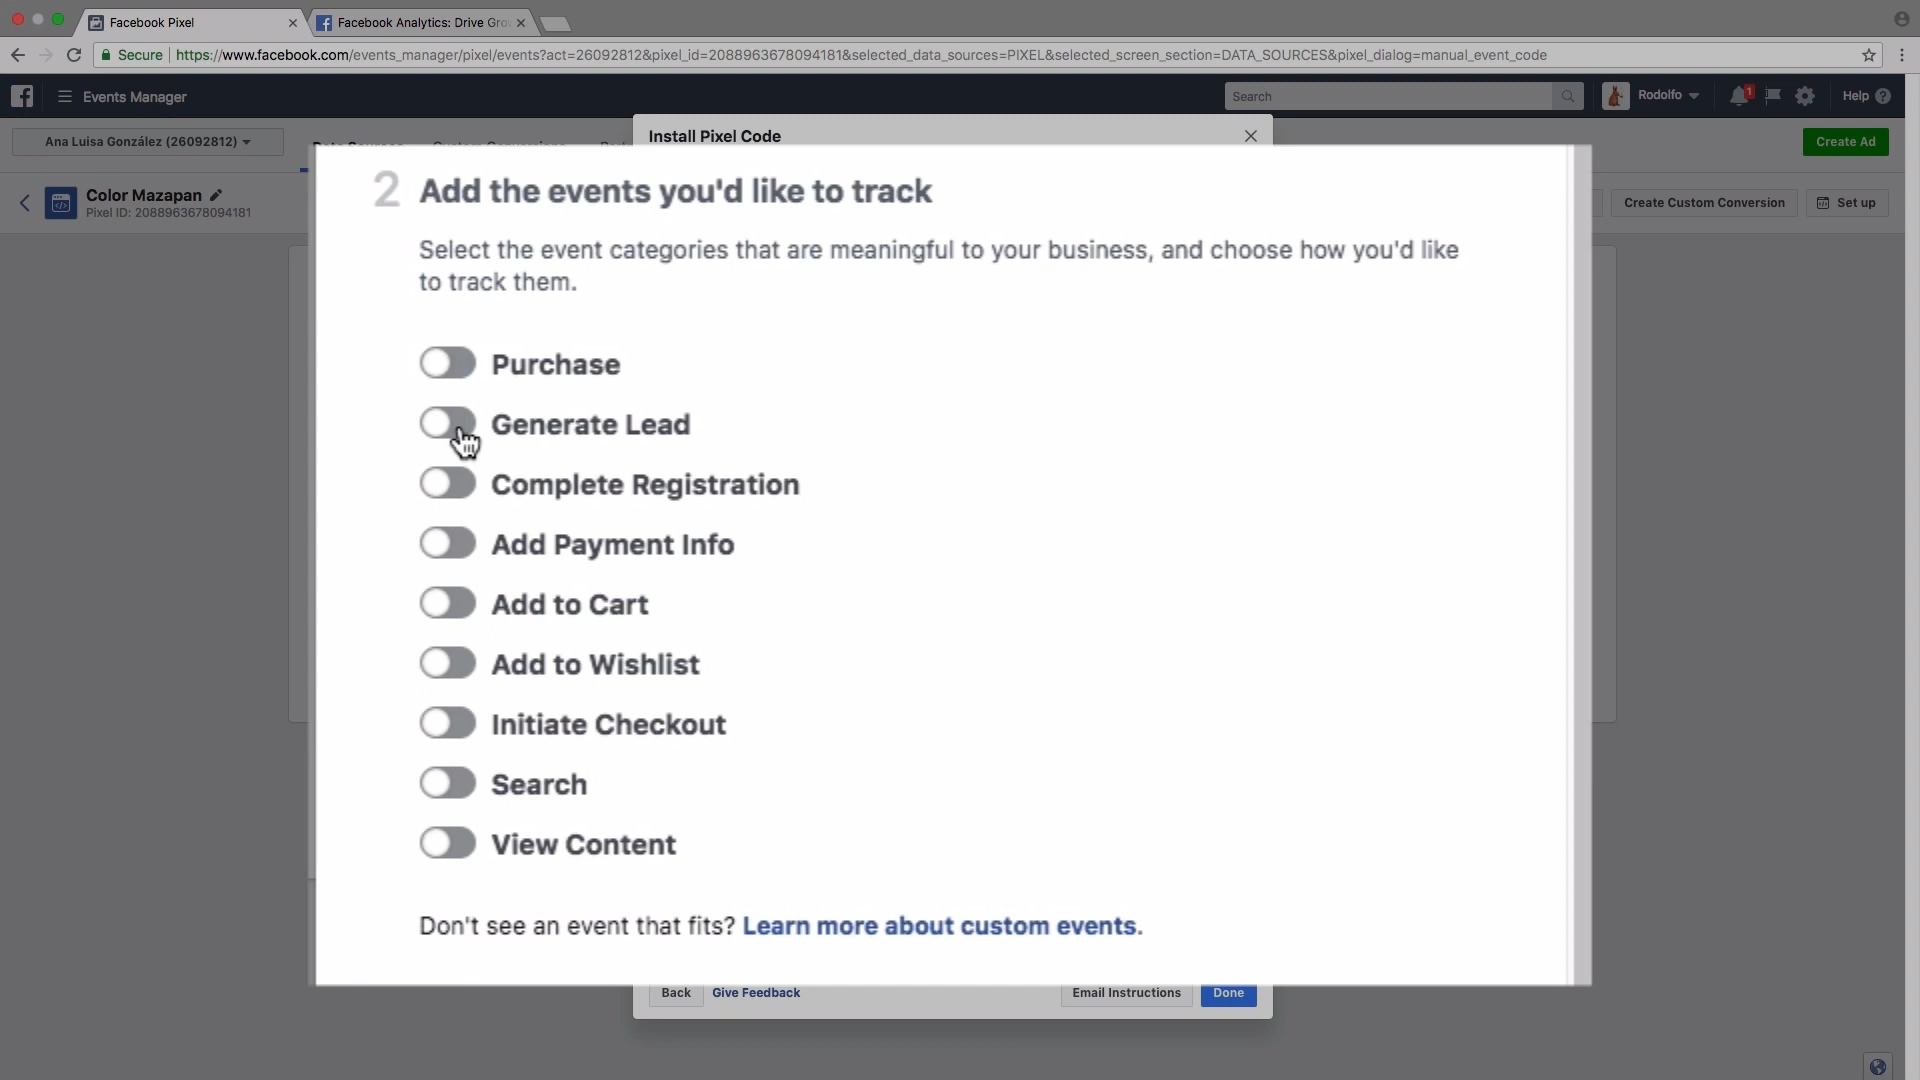 Facebook Pixel
Facebook Analytics: Drive Gro
Secure
https://www.facebook.com/events_manager/pixel/events?act=26092812&pixel_id=2088963678094181&selected_data_sources=PIXEL&selected_screen_section=DATA_SOURCES&pixel_dialog=manual_event_code
Events Manager
Search
Rodolfo
1
Help
Ana Luisa González (26092812)
Install Pixel Code
Create Ad
Color Mazapan
Pixel ID: 2088963678094181
Create Custom Conversion
Set up
2 Add the events you'd like to track
Select the event categories that are meaningful to your business, and choose how you'd like
to track them.
Purchase
Generate Lead
Complete Registration
Add Payment Info
Add to Cart
Add to Wishlist
Initiate Checkout
Search
View Content
Don't see an event that fits? Learn more about custom events.
Back
Give Feedback
Email Instructions
Done